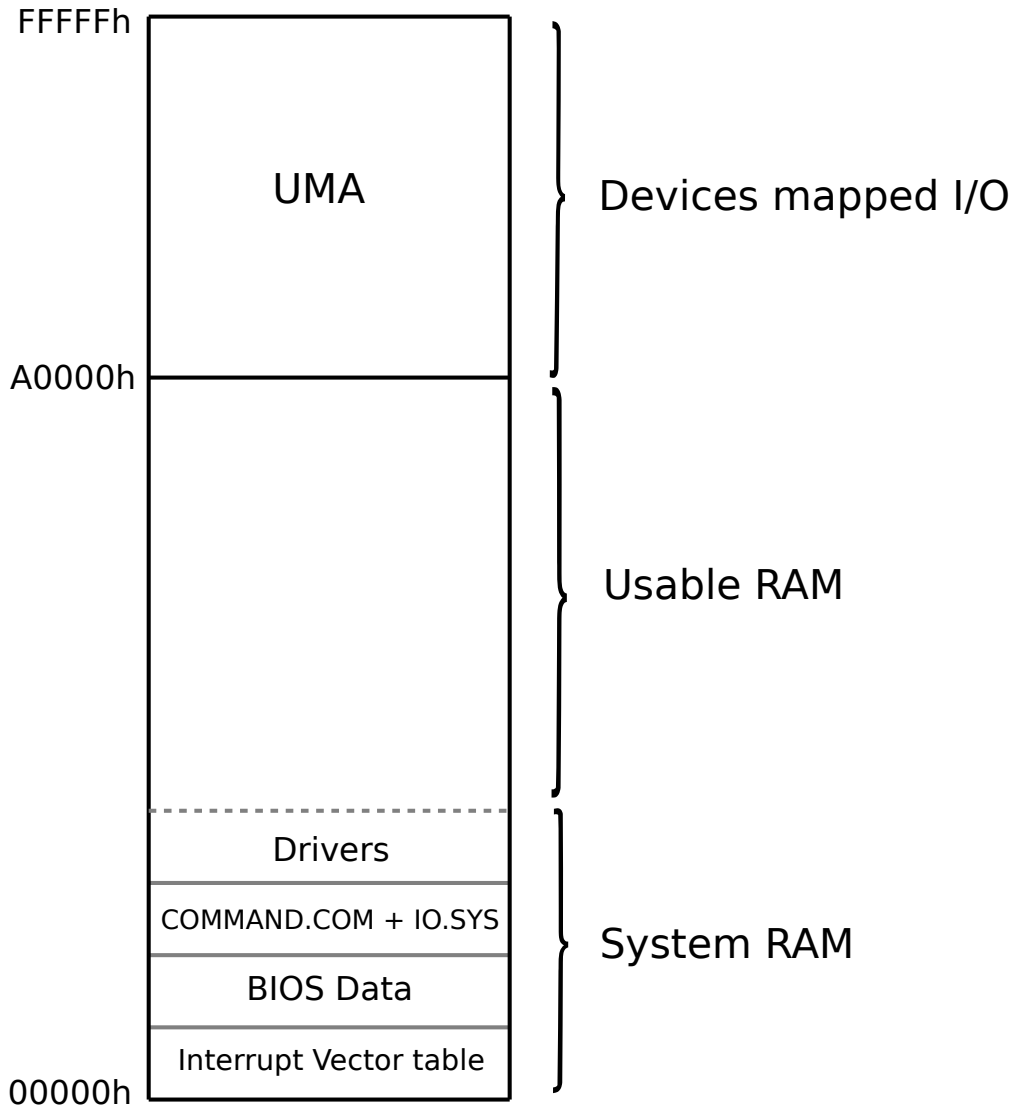 FFFFFh
UMA
Devices mapped I/O
A0000h
Usable RAM
Drivers
COMMAND.COM + IO.SYS
System RAM
BIOS Data
Interrupt Vector table
00000h